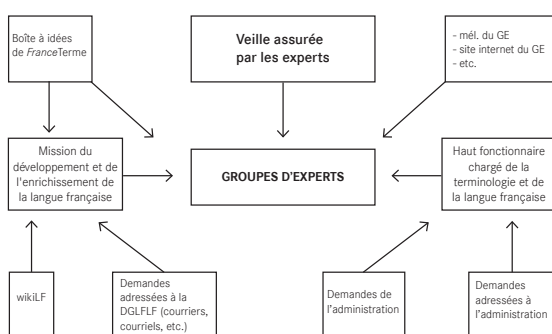 Boîte à idées
de FranceTerme
Veille assurée
par les experts
- mél. du GE
- site internet du GE
- etc.
Mission du
développement et de
l'enrichissement de
la langue française
GROUPES D'EXPERTS
Haut fonctionnaire
chargé de la
terminologie et de
la langue française
wikiLF
Demandes
adressées à la
DGLFLF (courriers,
courriels, etc.)
Demandes de
l'administration
Demandes
adressées à
l'administration